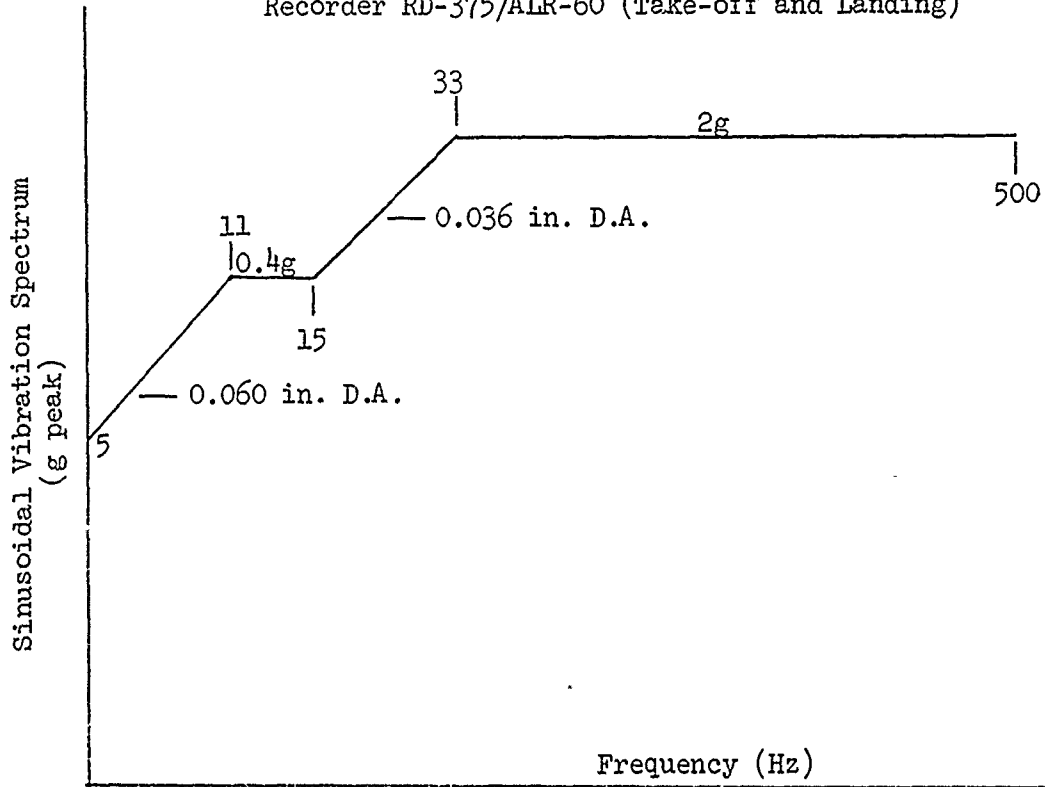 Recorder RD-375/ALR-60 (Take-off and Landing)
33
2g
500
0.036 in. D.A.
11
0.4g
15
0.060 in. D.A.
5
Sinusoidal Vibration Spectrum
(g peak)
Frequency (Hz)